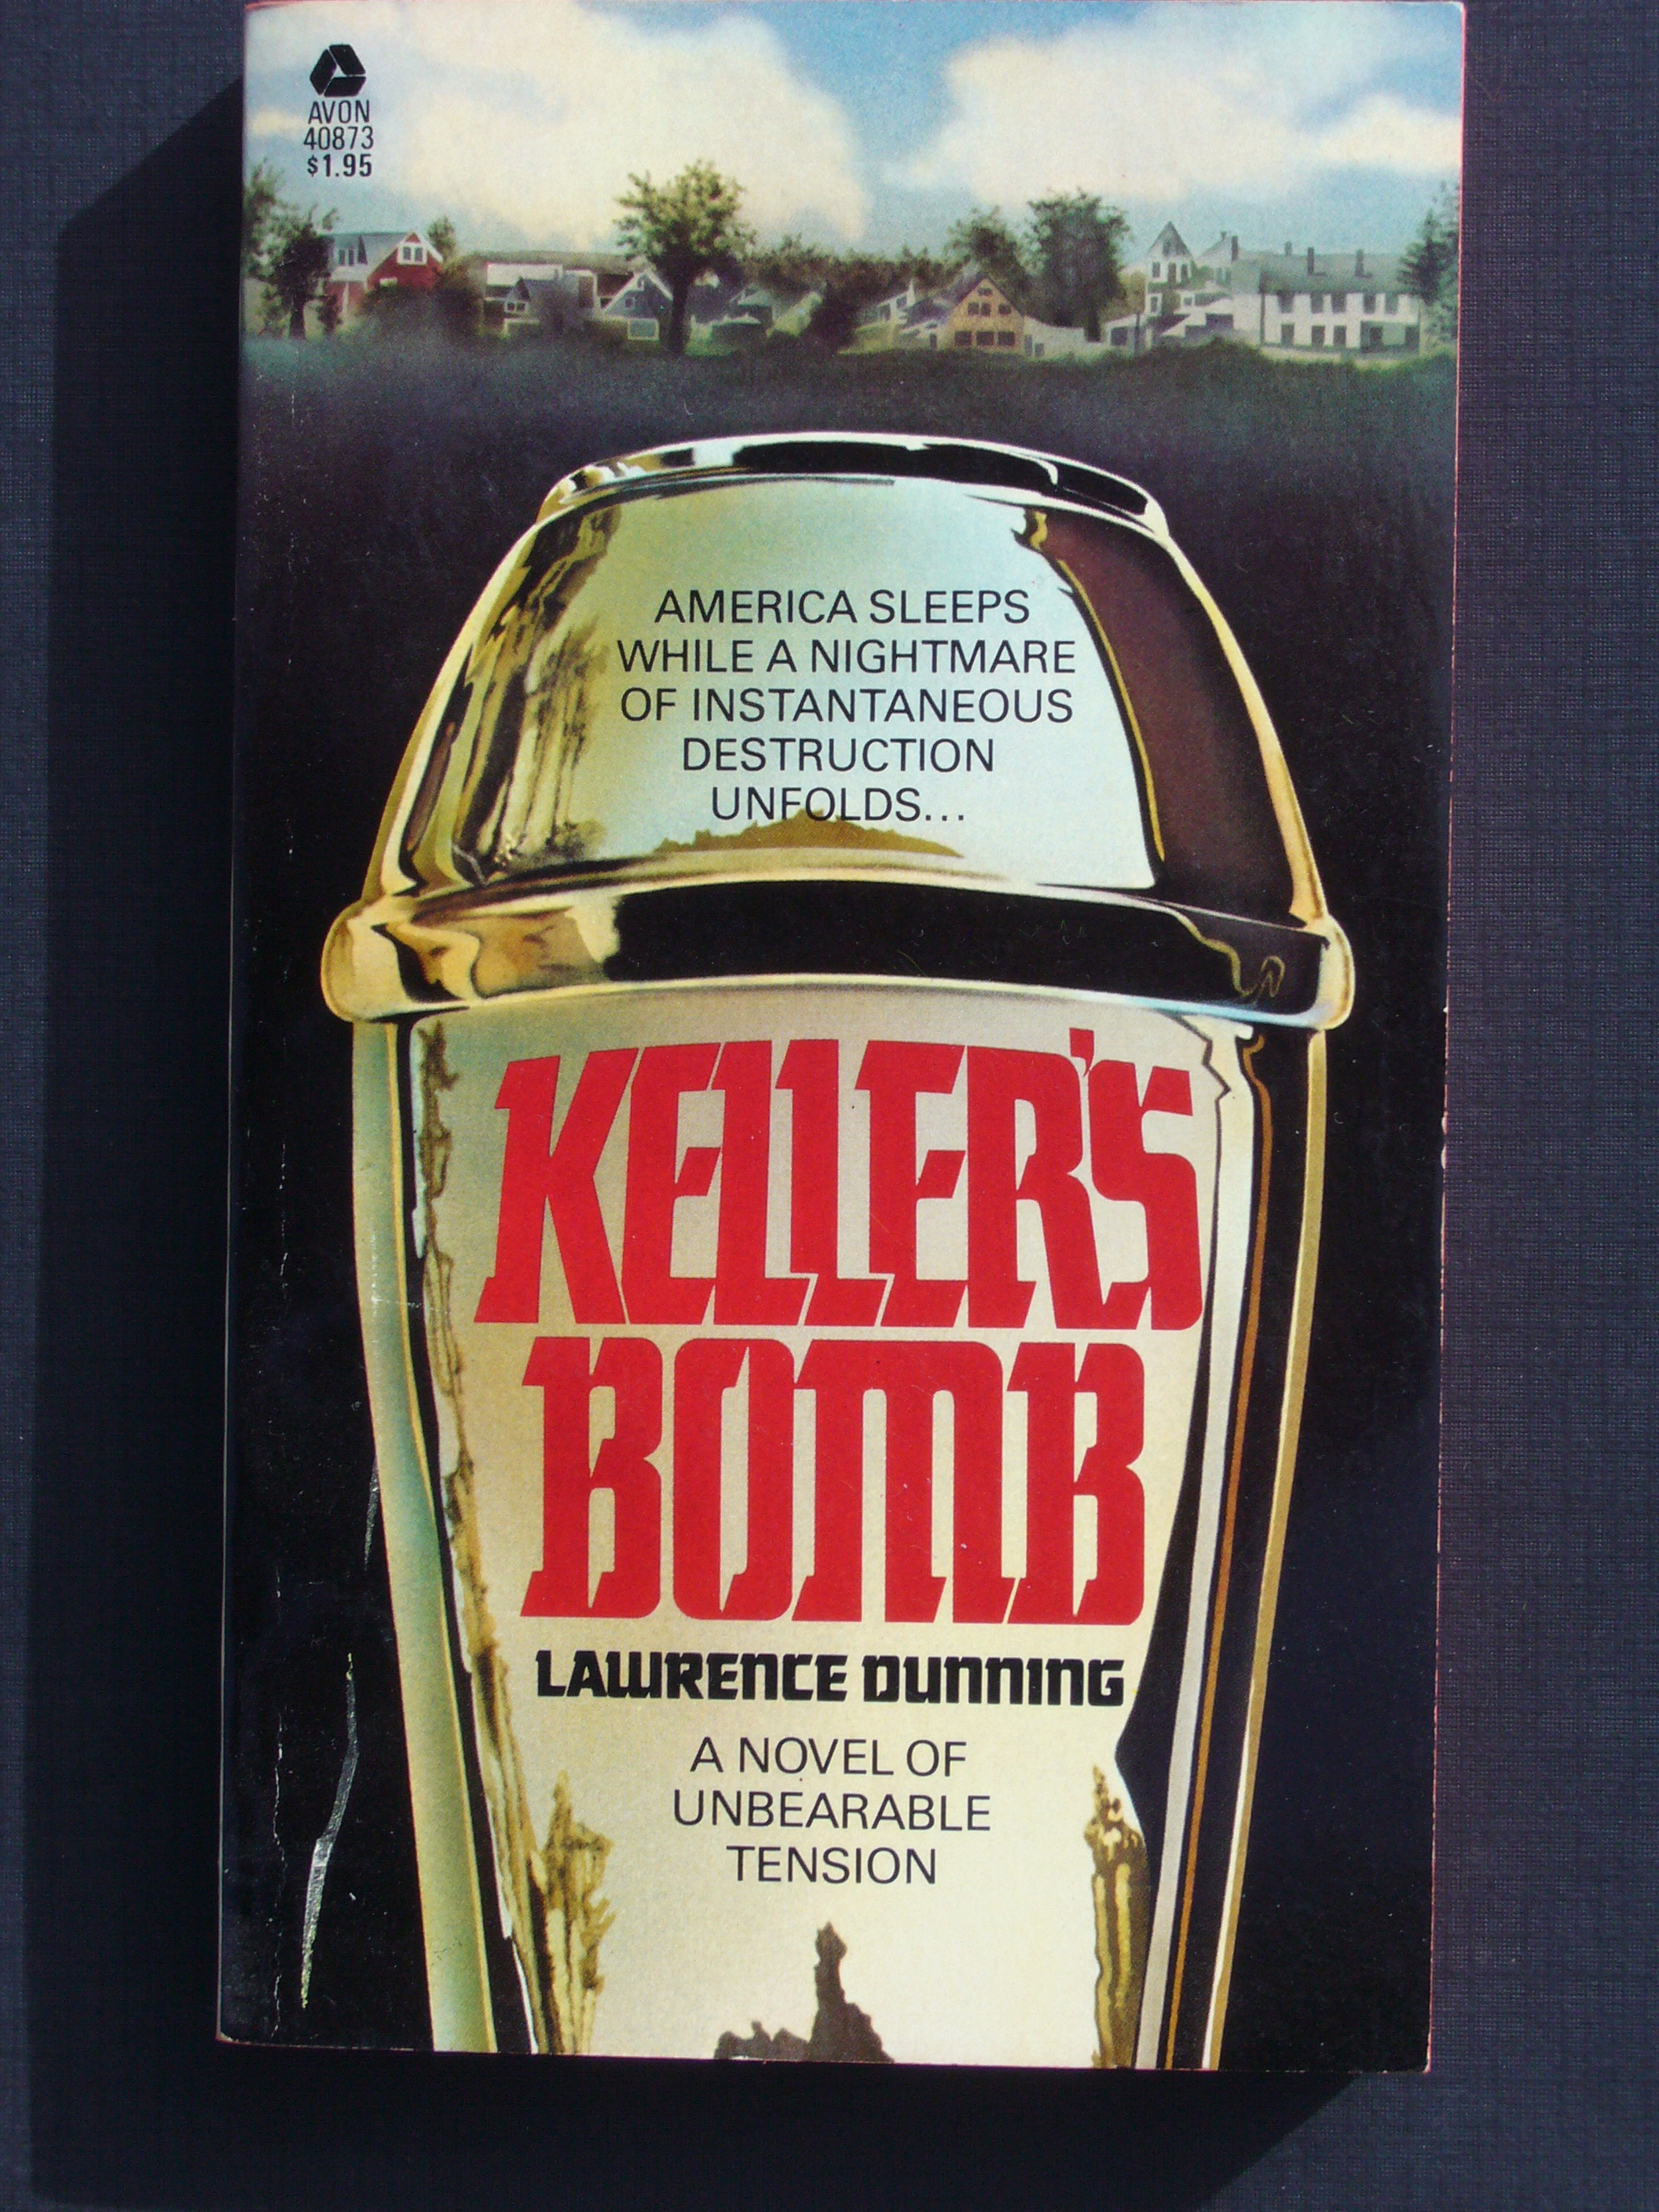 AVON
40873
$1.95
AMERICA SLEEPS
WHILE A NIGHTMARE
OF INSTANTANEOUS
DESTRUCTION
UNFOLDS...
KELLER'S
BOMB
LAWRENCE DUNNING
A NOVEL OF
UNBEARABLE
TENSION